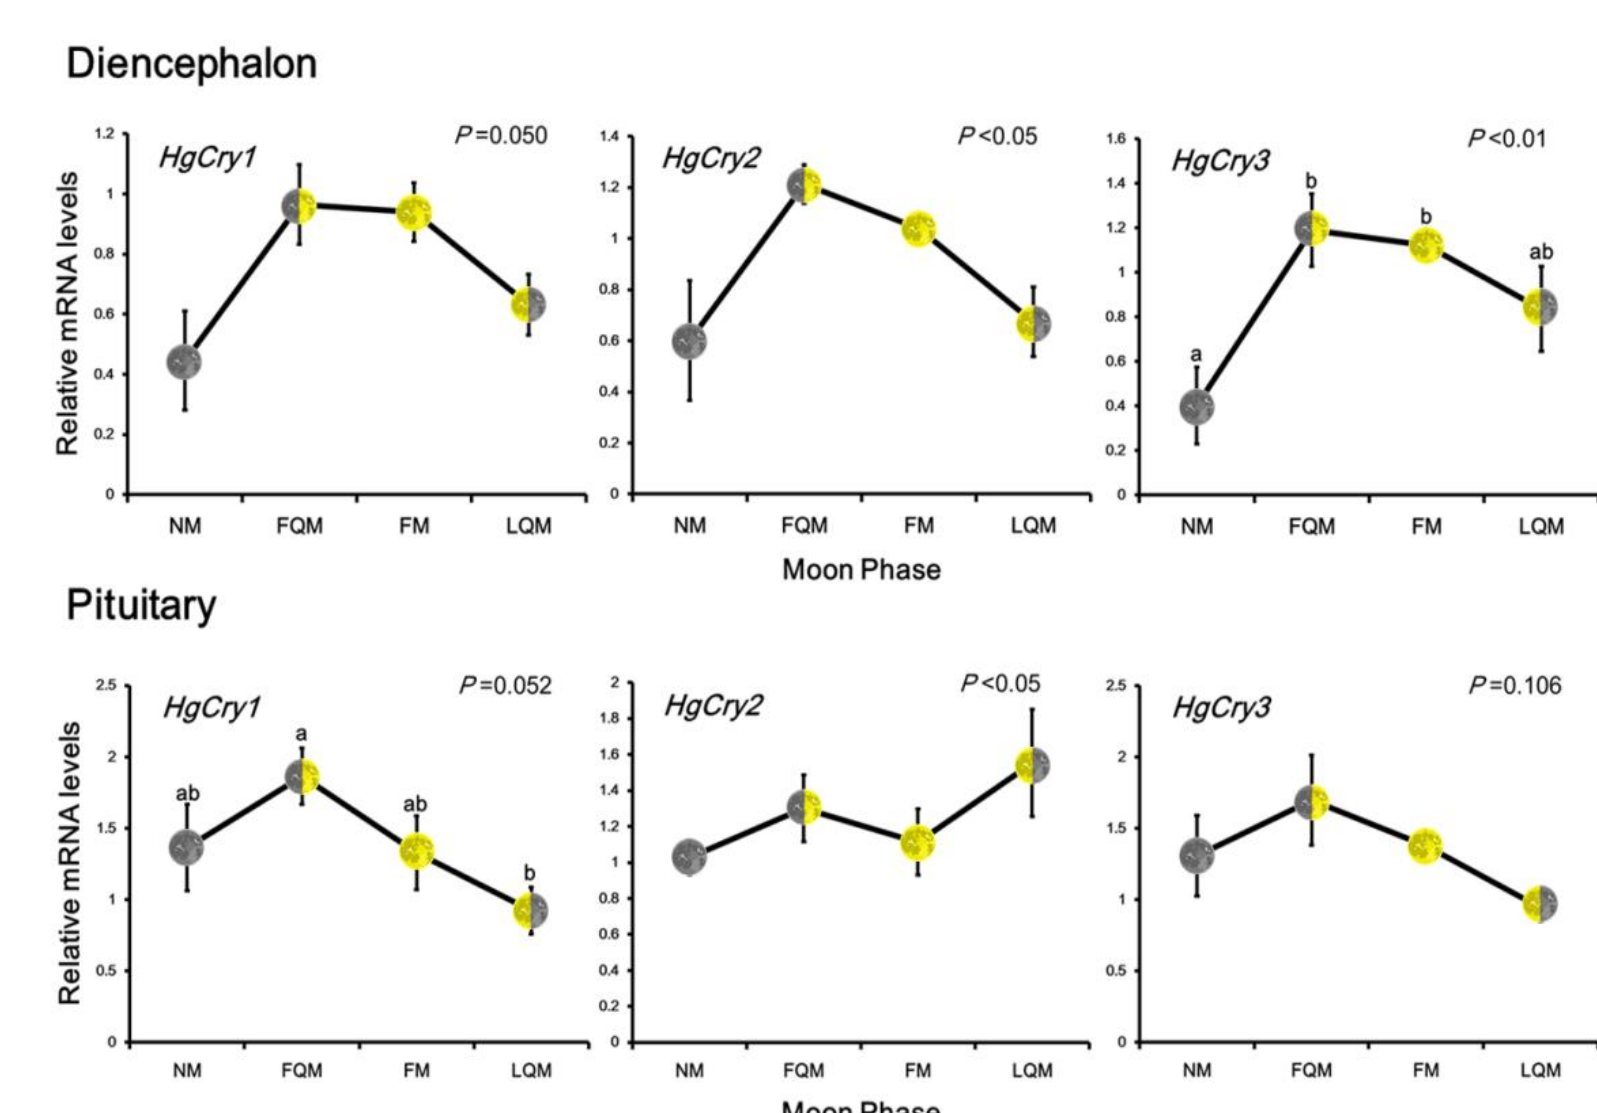 Diencephalon
HgCry1
P=0.050
1.2
1
0.8
0.6
0.4
0.2
0
Relative mRNA levels
NM FQM FM LQM
HgCry2
P<0.05
1.4
1.2
1
0.8
0.6
0.4
0.2
0
NM FQM FM LQM
HgCry3
P<0.01
1.6
1.4
1.2
1
0.8
0.6
0.4
0.2
0
a
b
b
ab
NM FQM FM LQM
Moon Phase
Pituitary
HgCry1
P=0.052
2.5
2
1.5
1
0.5
0
Relative mRNA levels
ab
a
ab
b
NM FQM FM LQM
HgCry2
P<0.05
2
1.8
1.6
1.4
1.2
1
0.8
0.6
0.4
0.2
0
NM FQM FM LQM
HgCry3
P=0.106
2.5
2
1.5
1
0.5
0
NM FQM FM LQM
Moon Phase